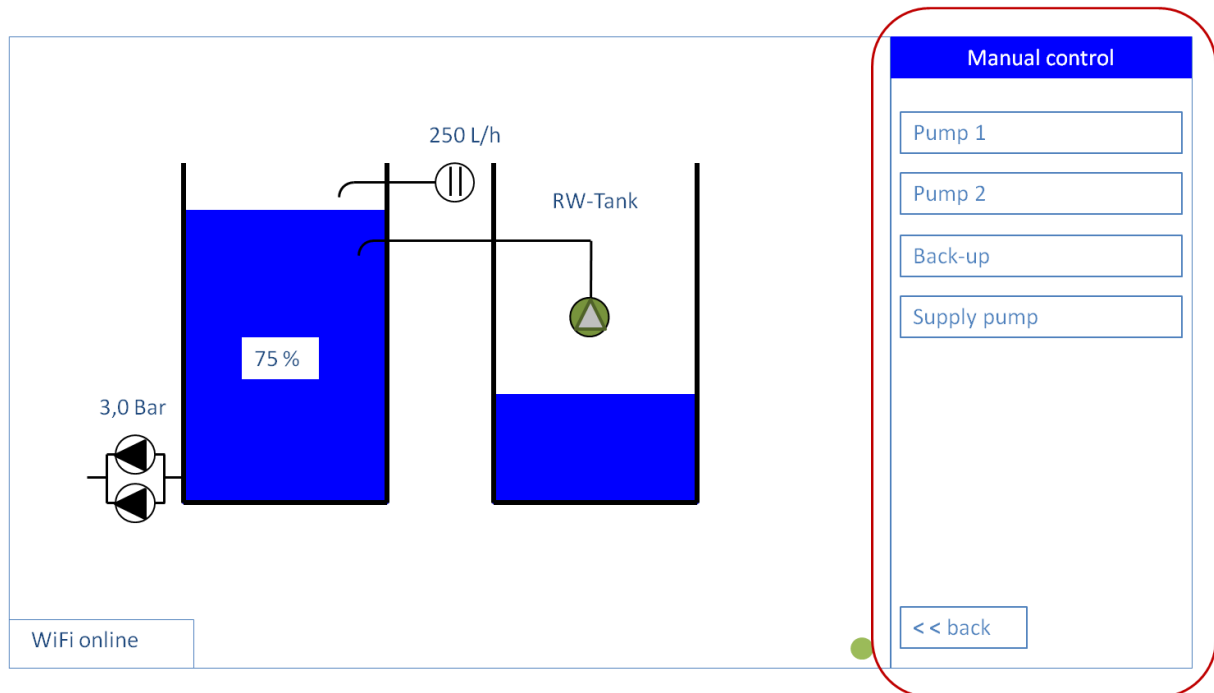 Manual control
250 L/h
Pump 1
RW-Tank
Pump 2
Back-up
Supply pump
75 %
3,0 Bar
WiFi online
< < back